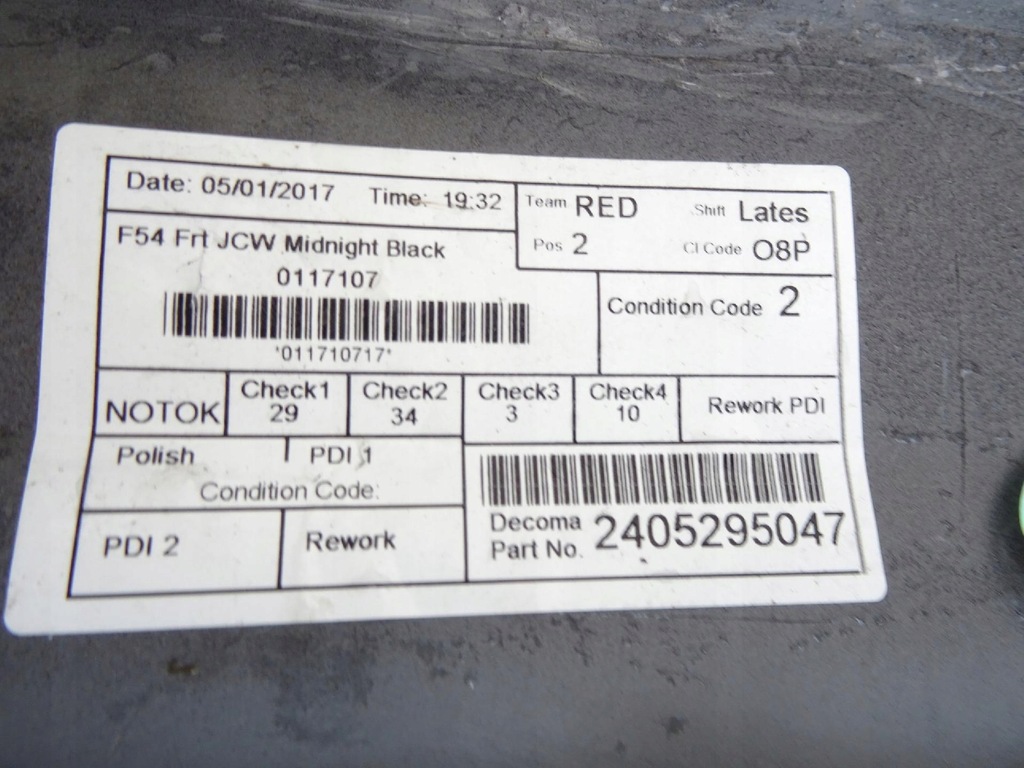 Date: 05/01/2017 Time: 19:32
Team RED Shift Lates
Pos 2 CI Code O8P
F54 Frt JCW Midnight Black
0117107
*011710717*
Condition Code 2
NOTOK
Check1
29
Check2
34
Check3
3
Check4
10
Rework PDI
Polish PDI 1
Condition Code:
PDI 2
Rework
Decoma
Part No. 2405295047